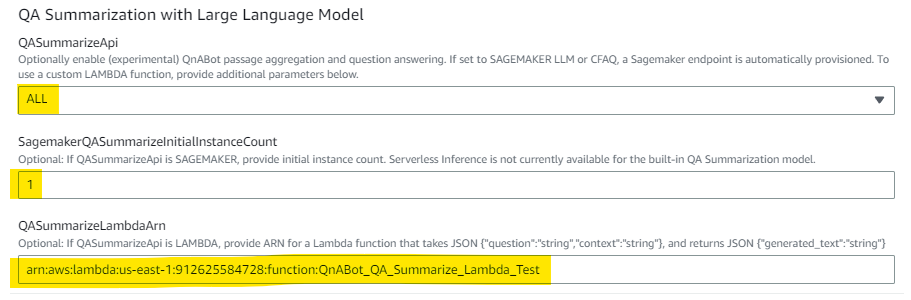 QA Summarization with Large Language Model
QASummarizeApi
Optionally enable (experimental) QnABot passage aggregation and question answering. If set to SAGEMAKER LLM or CFAQ, a Sagemaker endpoint is automatically provisioned. To
use a custom LAMBDA function, provide additional parameters below.
ALL
SagemakerQASummarizeInitialInstanceCount
Optional: If QASummarizeApi is SAGEMAKER, provide initial instance count. Serverless Inference is not currently available for the built-in QA Summarization model.
1
QASummarizeLambdaArn
Optional: If QASummarizeApi is LAMBDA, provide ARN for a Lambda function that takes JSON {"question":"string","context":"string"}, and returns JSON {"generated_text":"string"}
arn:aws:lambda:us-east-1:912625584728:function:QnABot_QA_Summarize_Lambda_Test